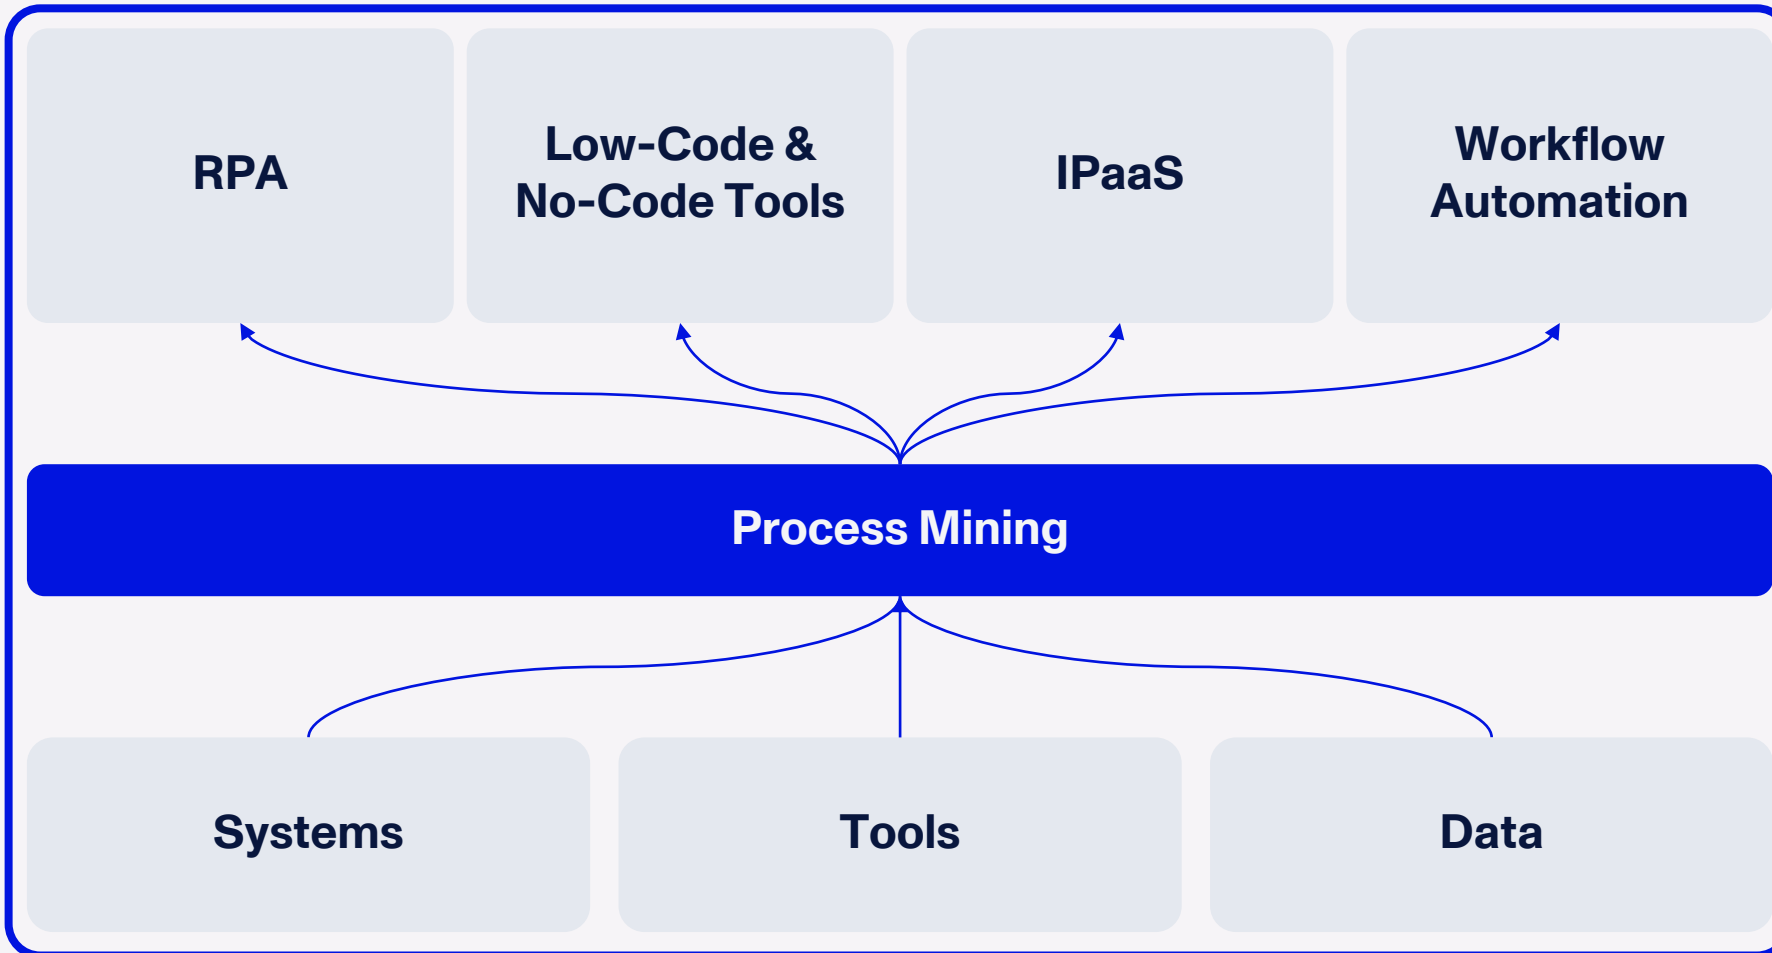 RPA
Low-Code &
No-Code Tools
IPaaS
Workflow
Automation
Process Mining
Systems
Tools
Data